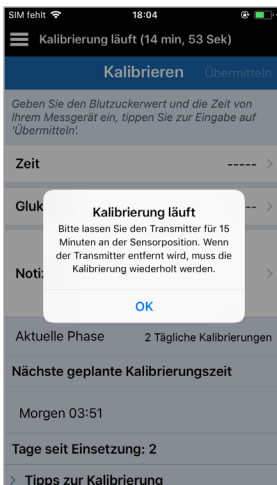 SIM fehlt 18:04
Kalibrierung läuft (14 min, 53 Sek)
Kalibrieren Übermitteln
Geben Sie den Blutzuckerwert und die Zeit von
Ihrem Messgerät ein, tippen Sie zur Eingabe auf
'Übermitteln'.
Zeit ----- >
Kalibrierung läuft
Bitte lassen Sie den Transmitter für 15
Minuten an der Sensorposition. Wenn
der Transmitter entfernt wird, muss die
Kalibrierung wiederholt werden.
OK
Gluk -- >
Noti >
Aktuelle Phase 2 Tägliche Kalibrierungen
Nächste geplante Kalibrierungszeit
Morgen 03:51
Tage seit Einsetzung: 2
> Tipps zur Kalibrierung